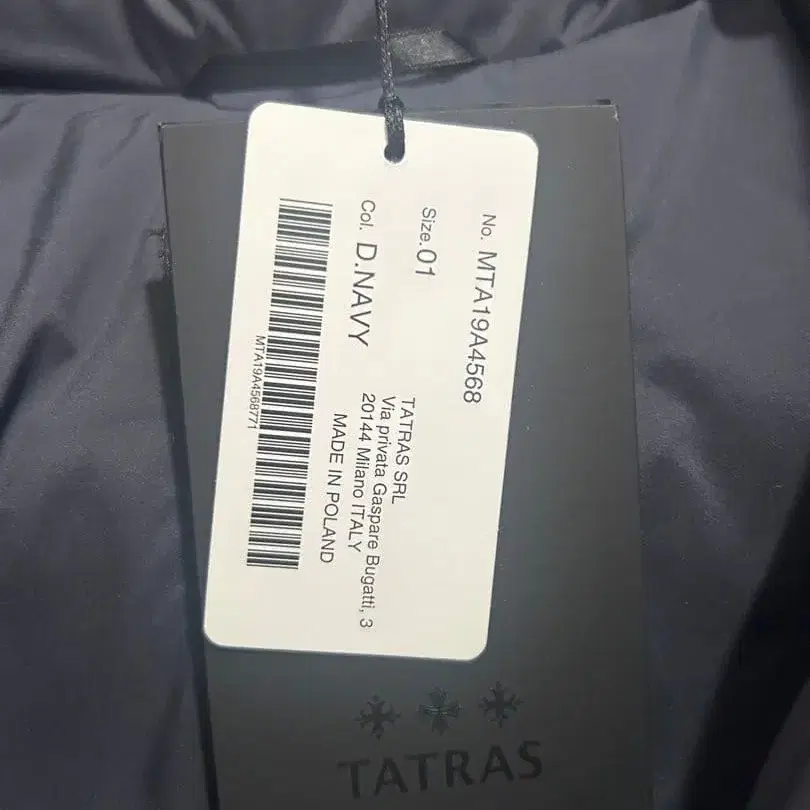 No. MTA19A4568
Size.01
Col. D.NAVY
TATRAS SRL
Via privata Gaspare Bugatti, 3
20144 Milano ITALY
MADE IN POLAND
MTA19A4568771
TATRAS